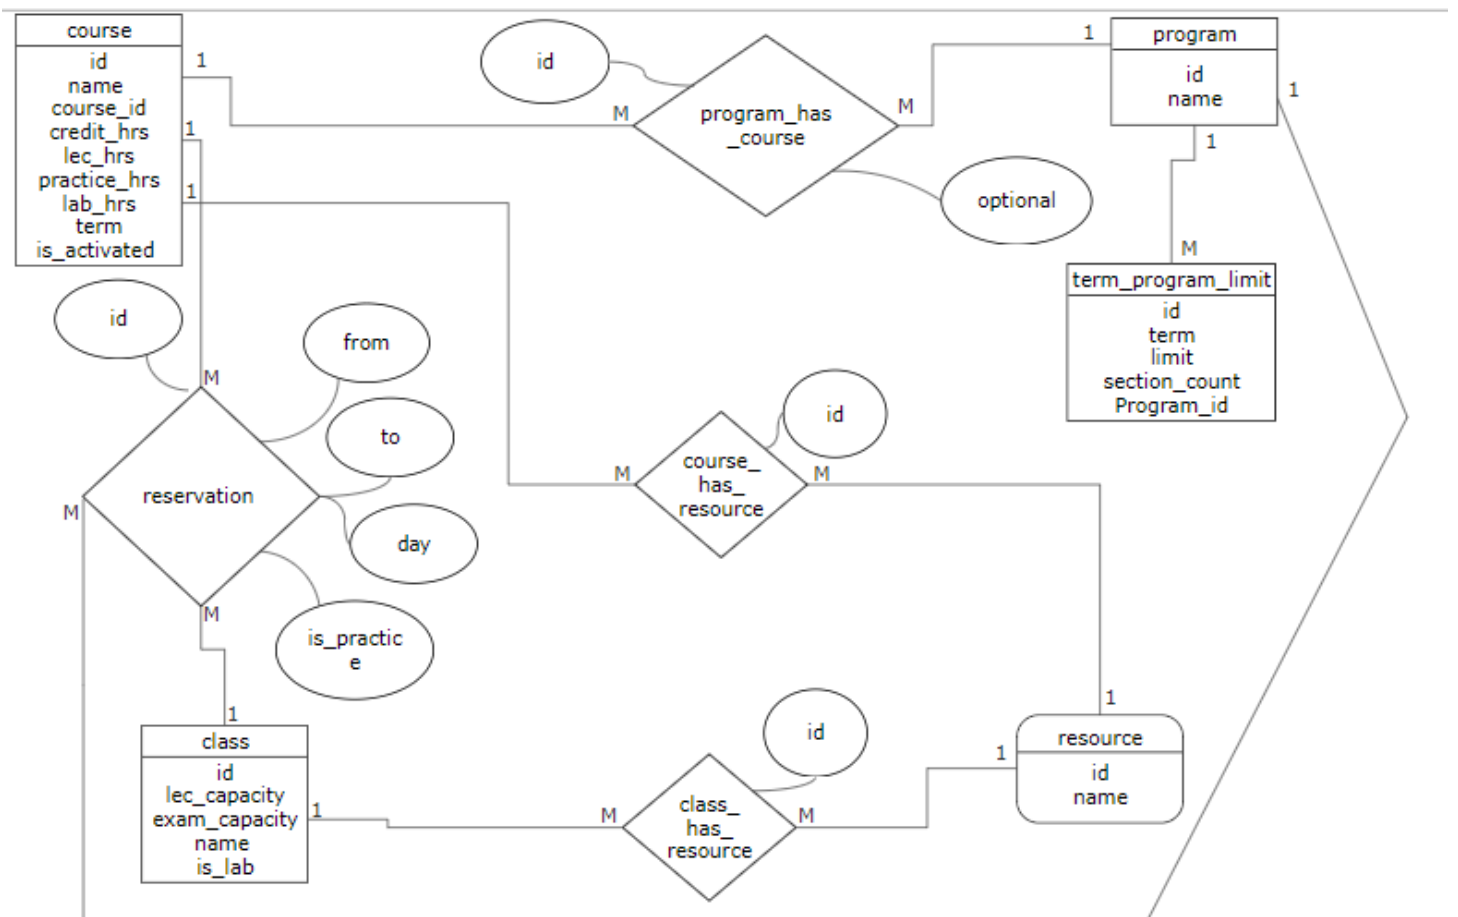 course
id
name
course_id
credit_hrs
lec_hrs
practice_hrs
lab_hrs
term
is_activated
1
1
1
id
M
program_has
_course
M
optional
1
program
id
name
1
1
M
term_program_limit
id
term
limit
section_count
Program_id
id
M
from
to
reservation
M
day
is_practic
e
M
M
course_
has_
resource
M
id
1
resource
id
name
1
1
class
id
lec_capacity
exam_capacity
name
is_lab
1
M
class_
has_
resource
M
id